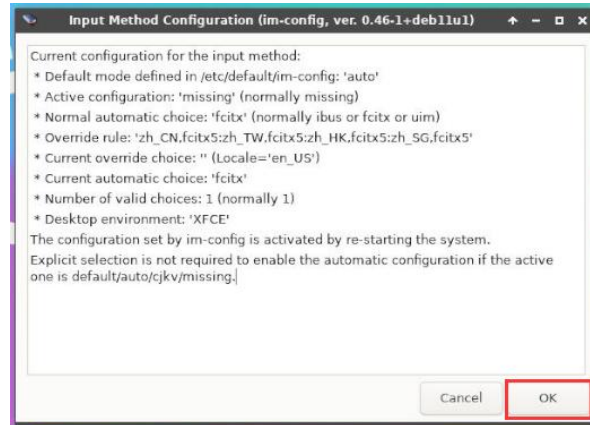 Input Method Configuration (im-config, ver. 0.46-1+deb11u1)
Current configuration for the input method:
* Default mode defined in /etc/default/im-config: 'auto'
* Active configuration: 'missing' (normally missing)
* Normal automatic choice: 'fcitx' (normally ibus or fcitx or uim)
* Override rule: 'zh_CN,fcitx5:zh_TW,fcitx5:zh_HK,fcitx5:zh_SG,fcitx5'
* Current override choice: '' (Locale='en_US')
* Current automatic choice: 'fcitx'
* Number of valid choices: 1 (normally 1)
* Desktop environment: 'XFCE'
The configuration set by im-config is activated by re-starting the system.
Explicit selection is not required to enable the automatic configuration if the active
one is default/auto/cjkv/missing.
Cancel OK